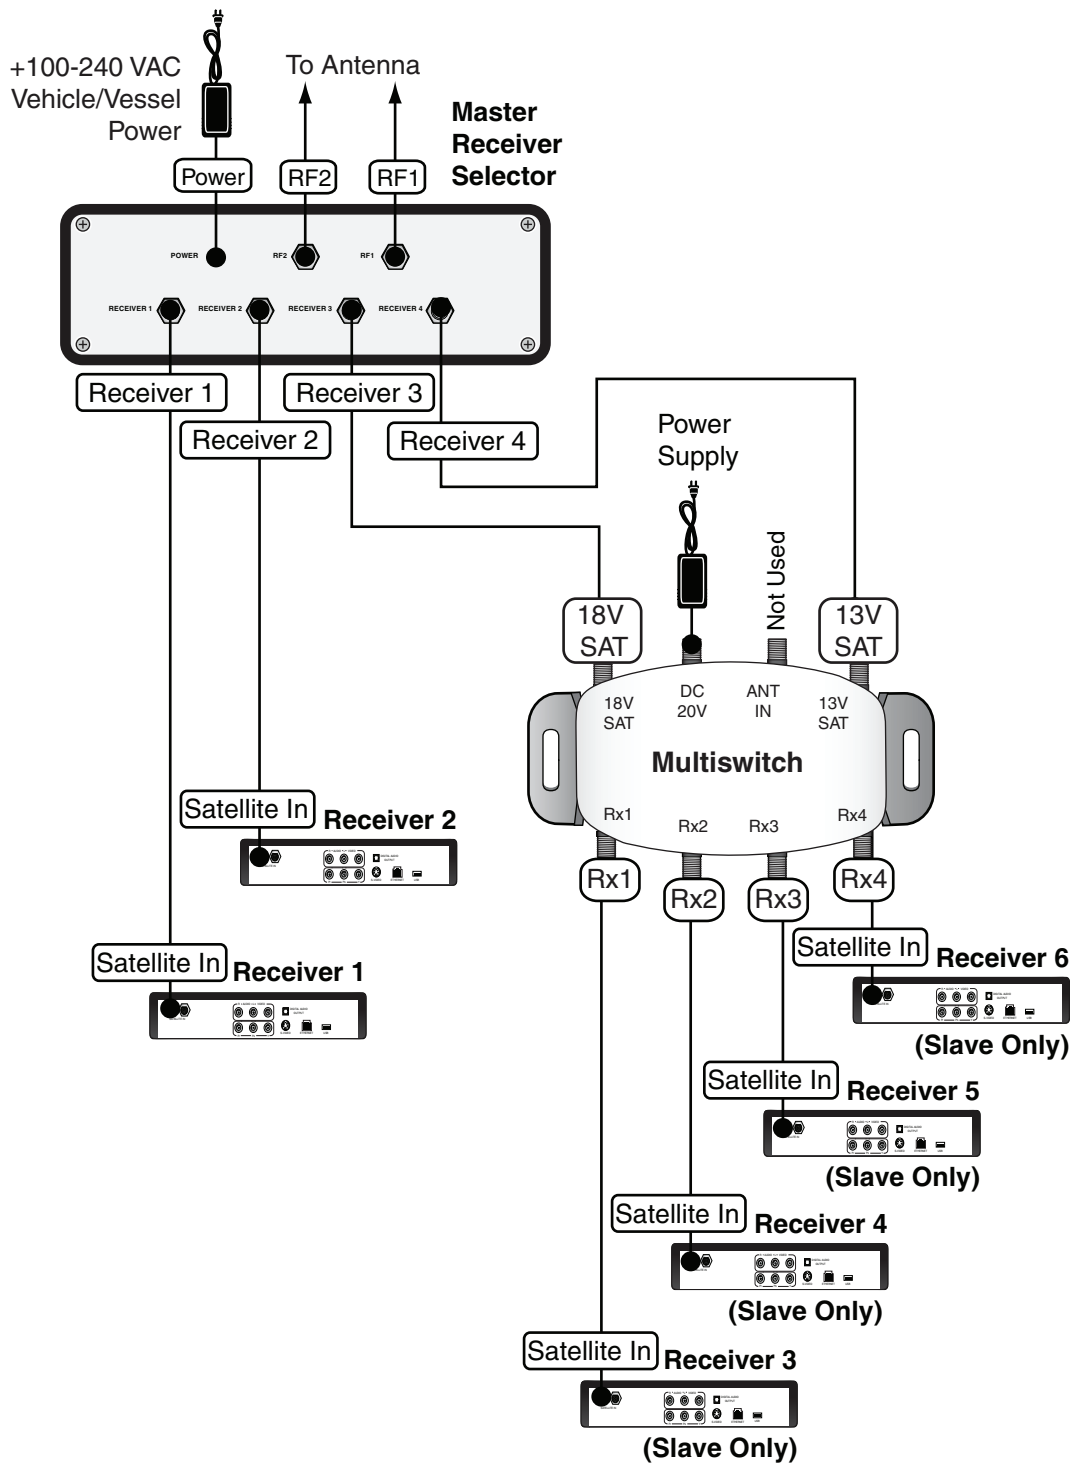 +100-240 VAC
Vehicle/Vessel
Power
To Antenna
Master
Receiver
Selector
Power
RF2
RF1
POWER
RF2
RF1
RECEIVER 1
RECEIVER 2
RECEIVER 3
RECEIVER 4
Receiver 1
Receiver 3
Receiver 2
Receiver 4
Power
Supply
Not Used
18V
SAT
13V
SAT
18V
SAT
DC
20V
ANT
IN
13V
SAT
Multiswitch
Rx1
Rx2
Rx3
Rx4
Rx1
Rx2
Rx3
Rx4
Satellite In
Receiver 2
Satellite In
Receiver 1
Satellite In
Receiver 6
(Slave Only)
Satellite In
Receiver 5
(Slave Only)
Satellite In
Receiver 4
(Slave Only)
Satellite In
Receiver 3
(Slave Only)